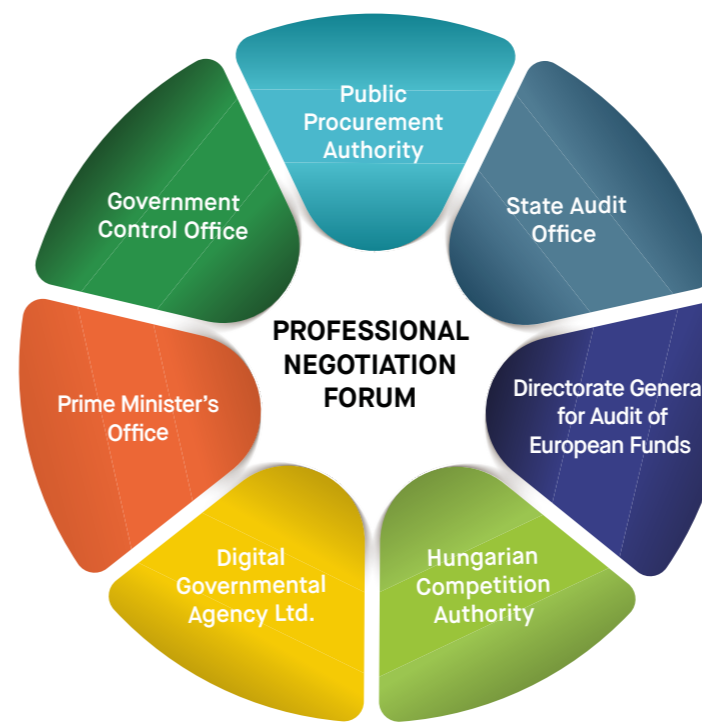 Public
Procurement
Authority
State Audit
Office
Directorate Genera
for Audit of
European Funds
Hungarian
Competition
Authority
Digital
Governmental
Agency Ltd.
Prime Minister's
Office
Government
Control Office
PROFESSIONAL
NEGOTIATION
FORUM